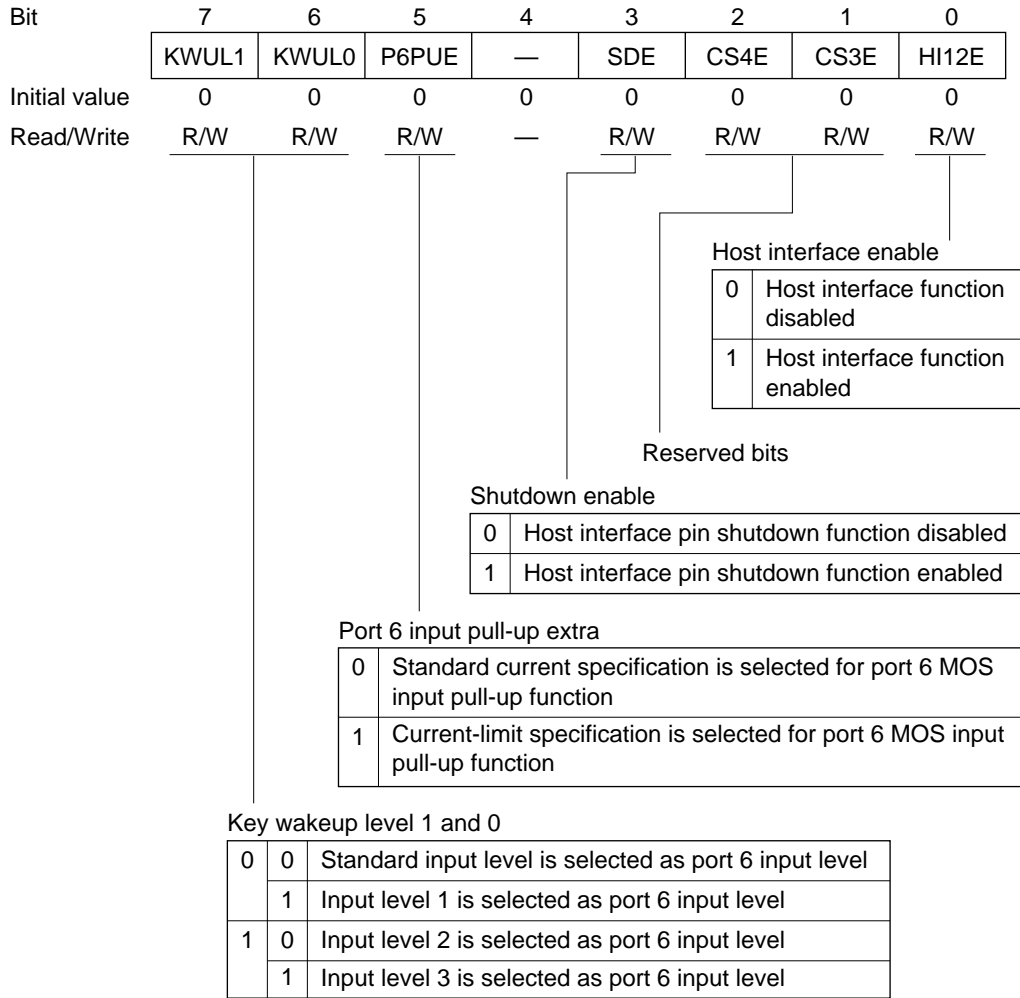 Bit 7 6 5 4 3 2 1 0
KWUL1 KWUL0 P6PUE — SDE CS4E CS3E HI12E
Initial value 0 0 0 0 0 0 0 0
Read/Write R/W R/W R/W — R/W R/W R/W R/W
Host interface enable
0 Host interface function
disabled
1 Host interface function
enabled
Reserved bits
Shutdown enable
0 Host interface pin shutdown function disabled
1 Host interface pin shutdown function enabled
Port 6 input pull-up extra
0 Standard current specification is selected for port 6 MOS
input pull-up function
1 Current-limit specification is selected for port 6 MOS input
pull-up function
Key wakeup level 1 and 0
0 0 Standard input level is selected as port 6 input level
1 Input level 1 is selected as port 6 input level
1 0 Input level 2 is selected as port 6 input level
1 Input level 3 is selected as port 6 input level